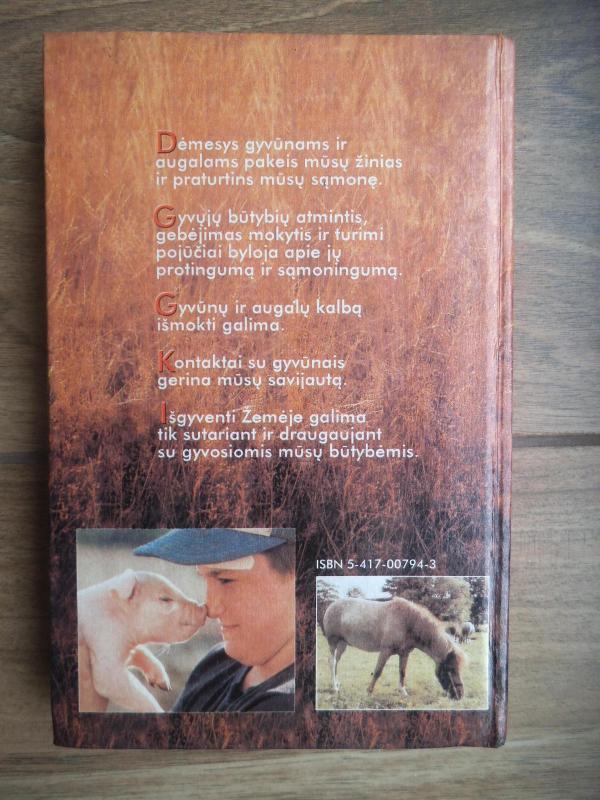 Dėmesys gyvūnams ir
augalams pakeis mūsų žinias
ir praturtins mūsų sąmonę.
Gyvųjų būtybių atmintis,
gebėjimas mokytis ir turimi
pojūčiai byloja apie jų
protingumą ir sąmoningumą.
Gyvūnų ir augalų kalbą
išmokti galima.
Kontaktai su gyvūnais
gerina mūsų savijautą.
Išgyventi Žemėje galima
tik sutariant ir draugaujant
su gyvosiomis mūsų būtybėmis.
ISBN 5-417-00794-3